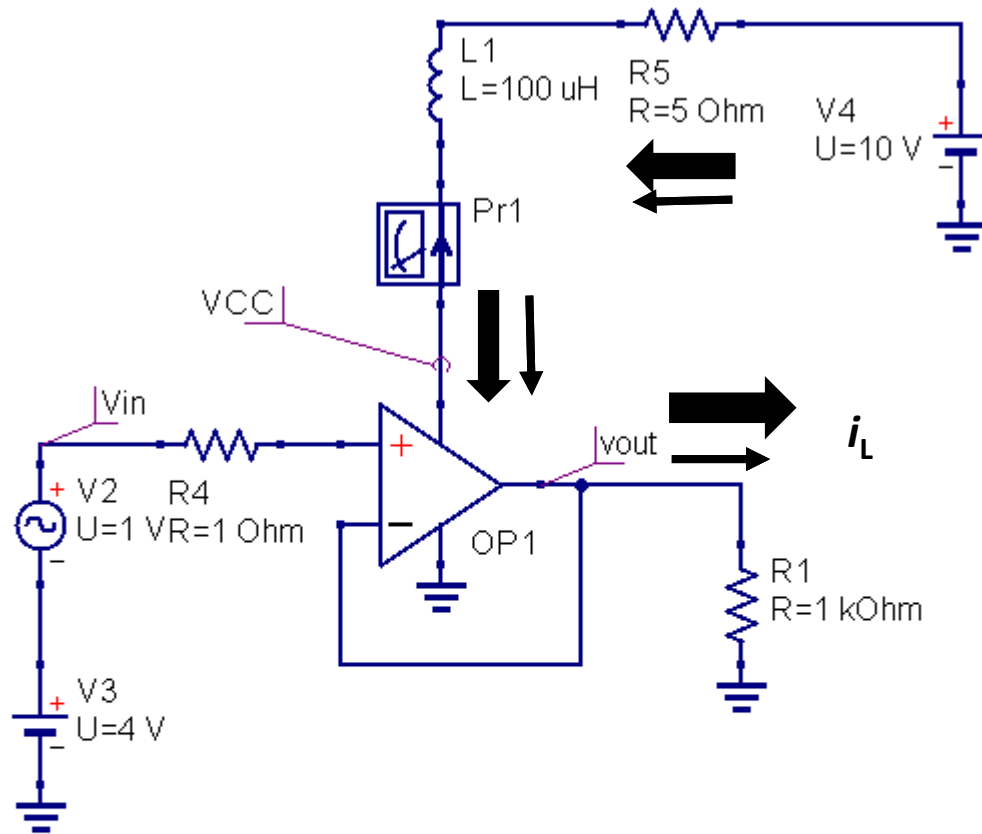 L1
L=100 uH
R5
R=5 Ohm
V4
U=10 V
+
−
Pr1
VCC
Vin
+
V2
U=1 V
−
R4
R=1 Ohm
+
−
OP1
vout
iL
R1
R=1 kOhm
+
V3
U=4 V
−